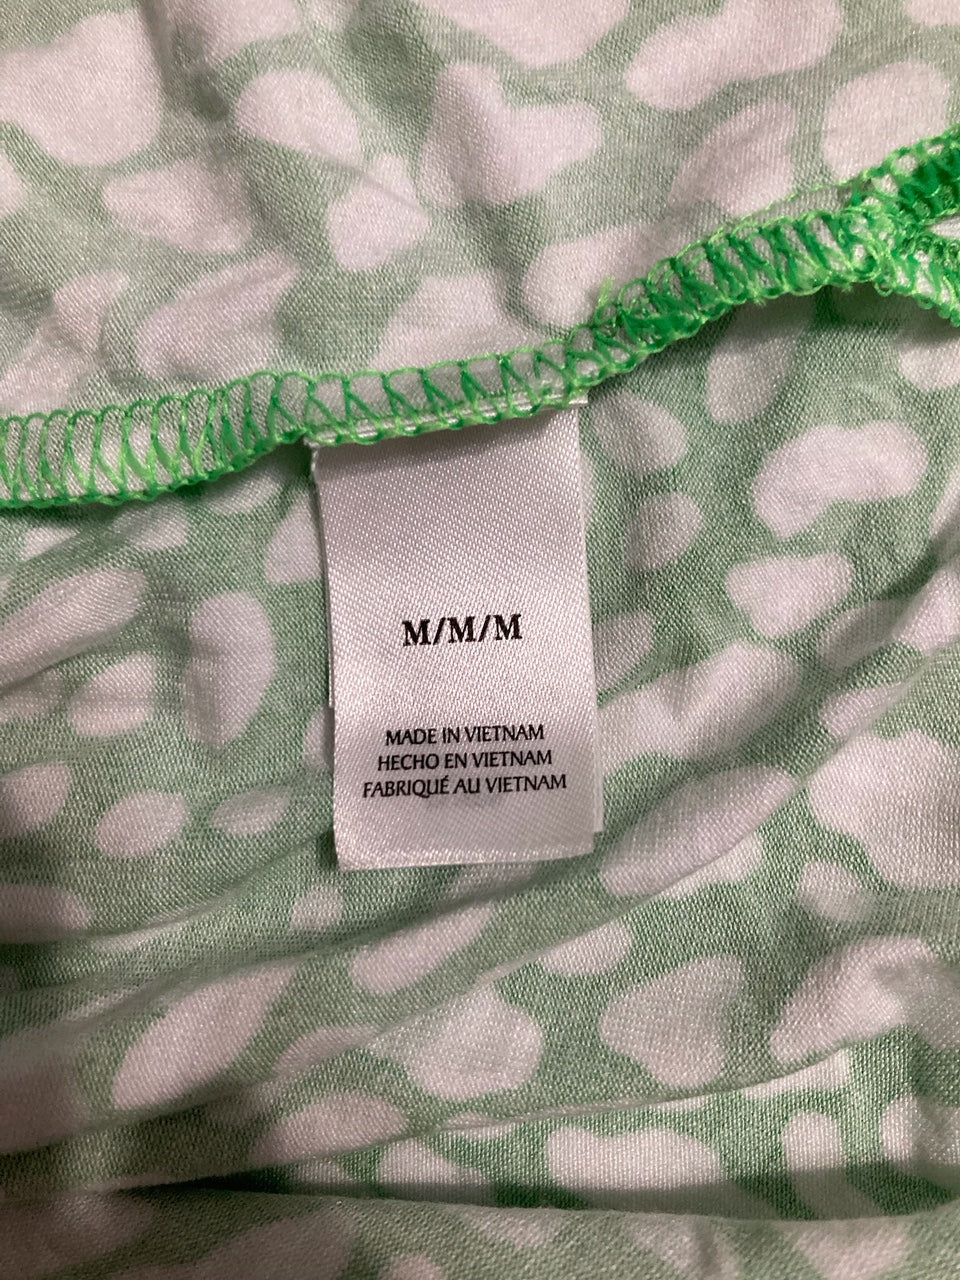 M/M/M
MADE IN VIETNAM
HECHO EN VIETNAM
FABRIQUÉ AU VIETNAM